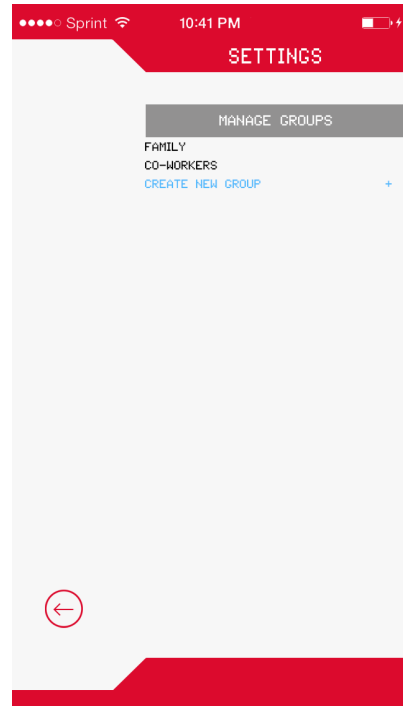 Sprint 10:41 PM
SETTINGS
MANAGE GROUPS
FAMILY
CO-WORKERS
CREATE NEW GROUP +